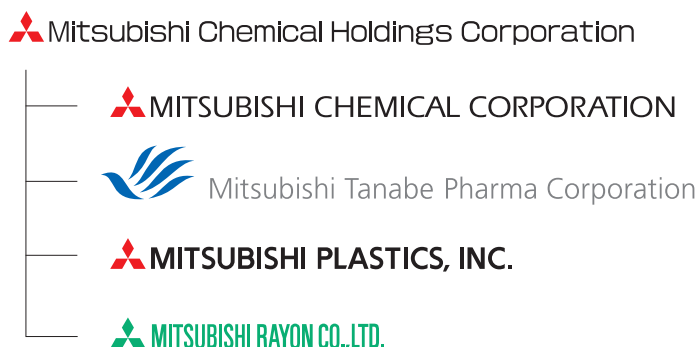 Mitsubishi Chemical Holdings Corporation
MITSUBISHI CHEMICAL CORPORATION
Mitsubishi Tanabe Pharma Corporation
MITSUBISHI PLASTICS, INC.
MITSUBISHI RAYON CO.,LTD.